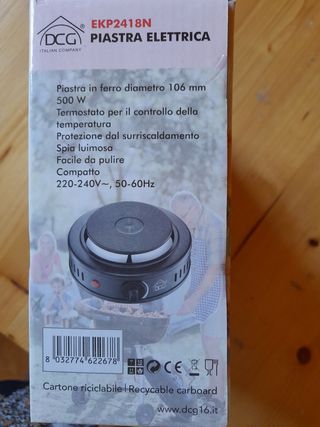 DCG
ITALIAN COMPANY
EKP2418N
PIASTRA ELETTRICA
Piastra in ferro diametro 106 mm
500 W
Termostato per il controllo della
temperatura
Protezione dal surriscaldamento
Spia luimosa
Facile da pulire
Compatto
220-240V~, 50-60Hz
8 032774 622678
CE
Cartone riciclabile | Recycable carboard
www.dcg16.it